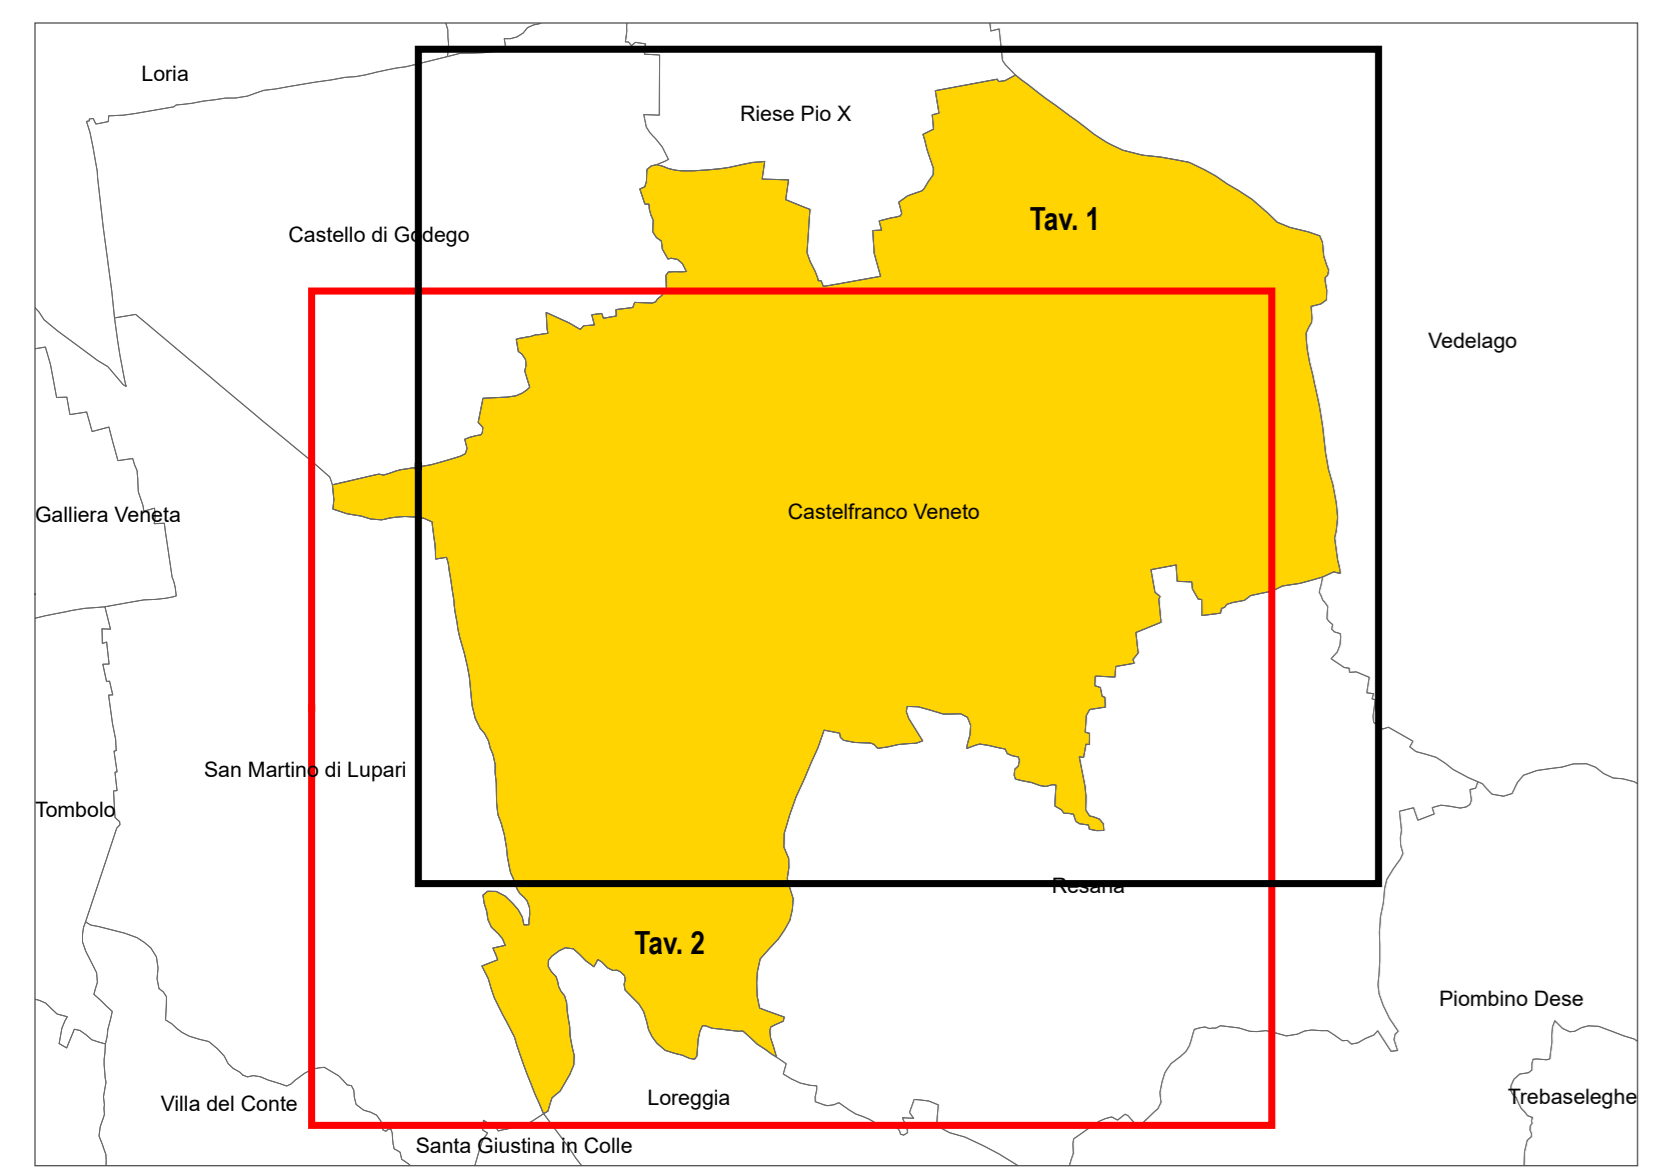 Loria
Riese Pio X
Tav. 1
Castello di Godego
Vedelago
Castelfranco Veneto
Galliera Veneta
San Martino di Lupari
Tombolo
Resana
Tav. 2
Piombino Dese
Trebaseleghe
Loreggia
Villa del Conte
Santa Giustina in Colle